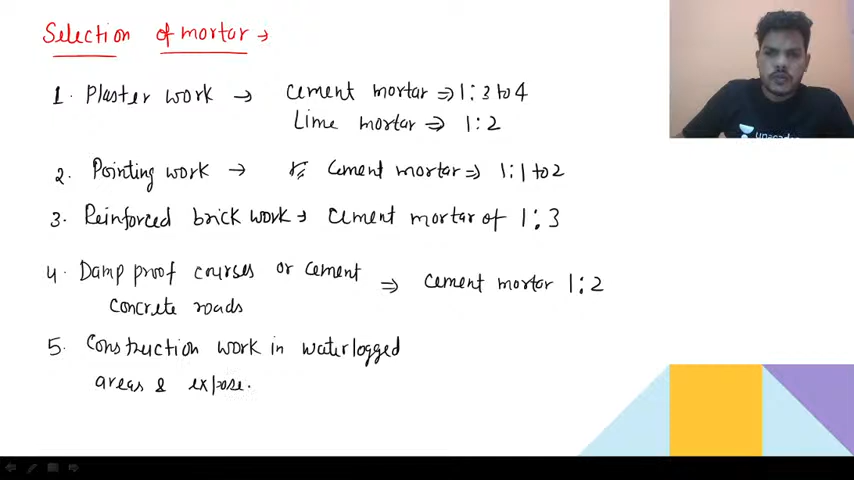 Selection of mortar →
1. Plaster work → cement mortar ⇒ 1:3 to 4
Lime mortar ⇒ 1:2
2. Pointing work → cement mortar ⇒ 1:1 to 2
3. Reinforced brick work → cement mortar of 1:3
4. Damp proof courses or cement
concrete roads ⇒ cement mortar 1:2
5. Construction work in waterlogged
areas & expose.
unacade